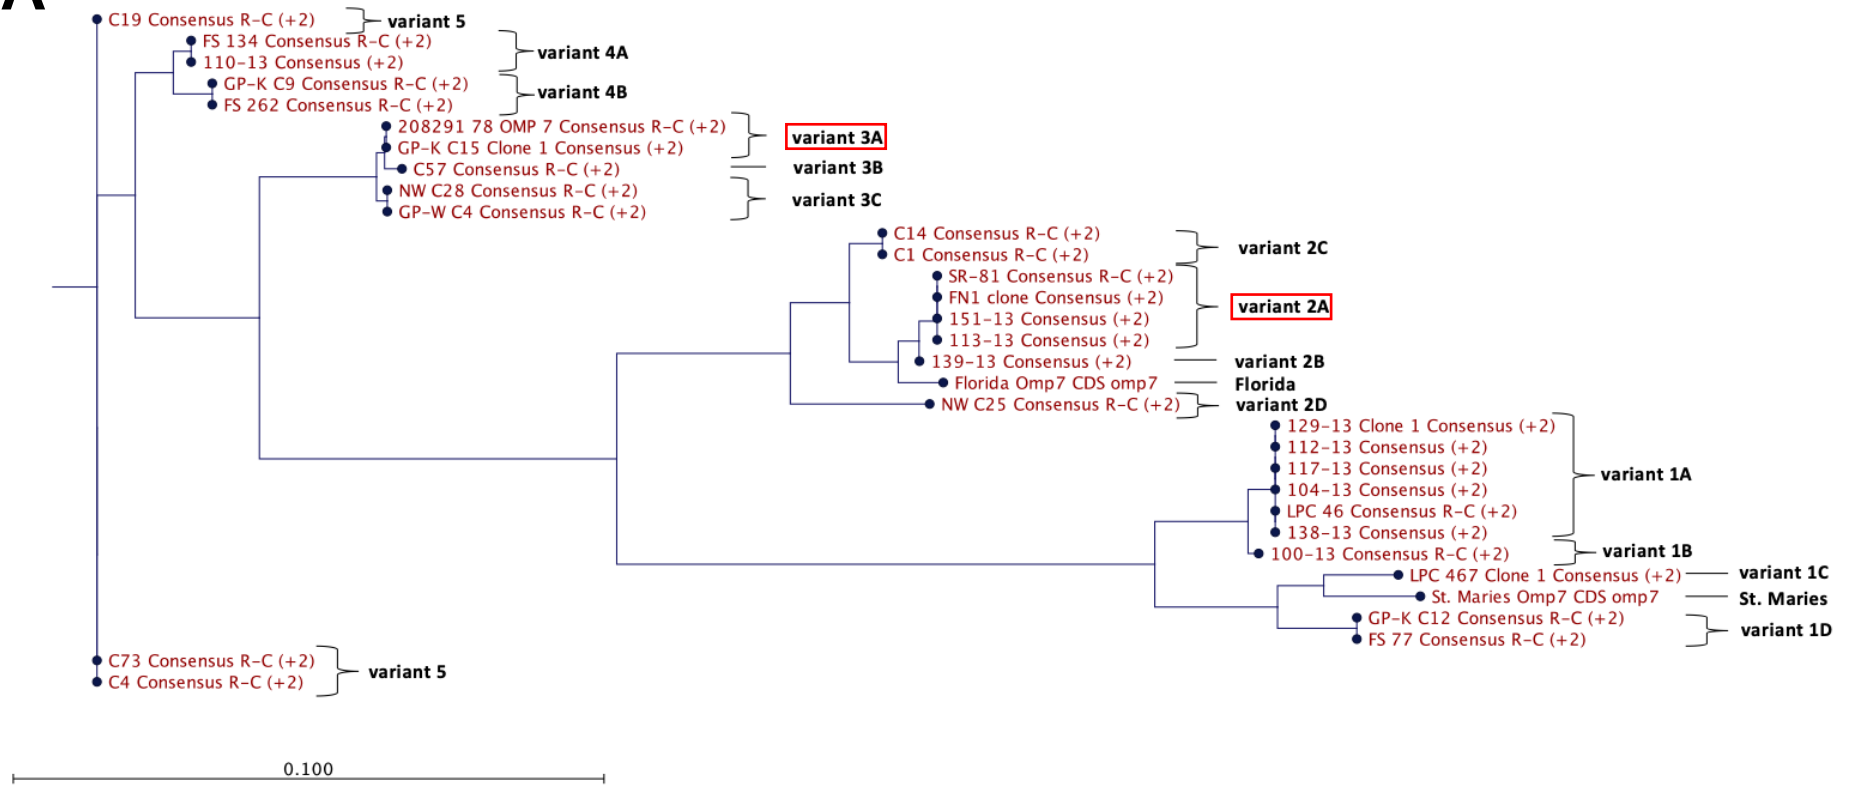 A
C19 Consensus R-C (+2) variant 5
FS 134 Consensus R-C (+2)
variant 4A
110-13 Consensus (+2)
GP-K C9 Consensus R-C (+2)
variant 4B
FS 262 Consensus R-C (+2)
208291 78 OMP 7 Consensus R-C (+2)
variant 3A
GP-K C15 Clone 1 Consensus (+2)
C57 Consensus R-C (+2) variant 3B
NW C28 Consensus R-C (+2)
variant 3C
GP-W C4 Consensus R-C (+2)
C14 Consensus R-C (+2)
variant 2C
C1 Consensus R-C (+2)
SR-81 Consensus R-C (+2)
FN1 clone Consensus (+2)
variant 2A
151-13 Consensus (+2)
113-13 Consensus (+2)
139-13 Consensus (+2) variant 2B
Florida Omp7 CDS omp7 Florida
NW C25 Consensus R-C (+2) variant 2D
129-13 Clone 1 Consensus (+2)
112-13 Consensus (+2)
117-13 Consensus (+2)
variant 1A
104-13 Consensus (+2)
LPC 46 Consensus R-C (+2)
138-13 Consensus (+2)
100-13 Consensus R-C (+2) variant 1B
LPC 467 Clone 1 Consensus (+2) variant 1C
St. Maries Omp7 CDS omp7 St. Maries
GP-K C12 Consensus R-C (+2)
variant 1D
FS 77 Consensus R-C (+2)
C73 Consensus R-C (+2)
variant 5
C4 Consensus R-C (+2)
0.100